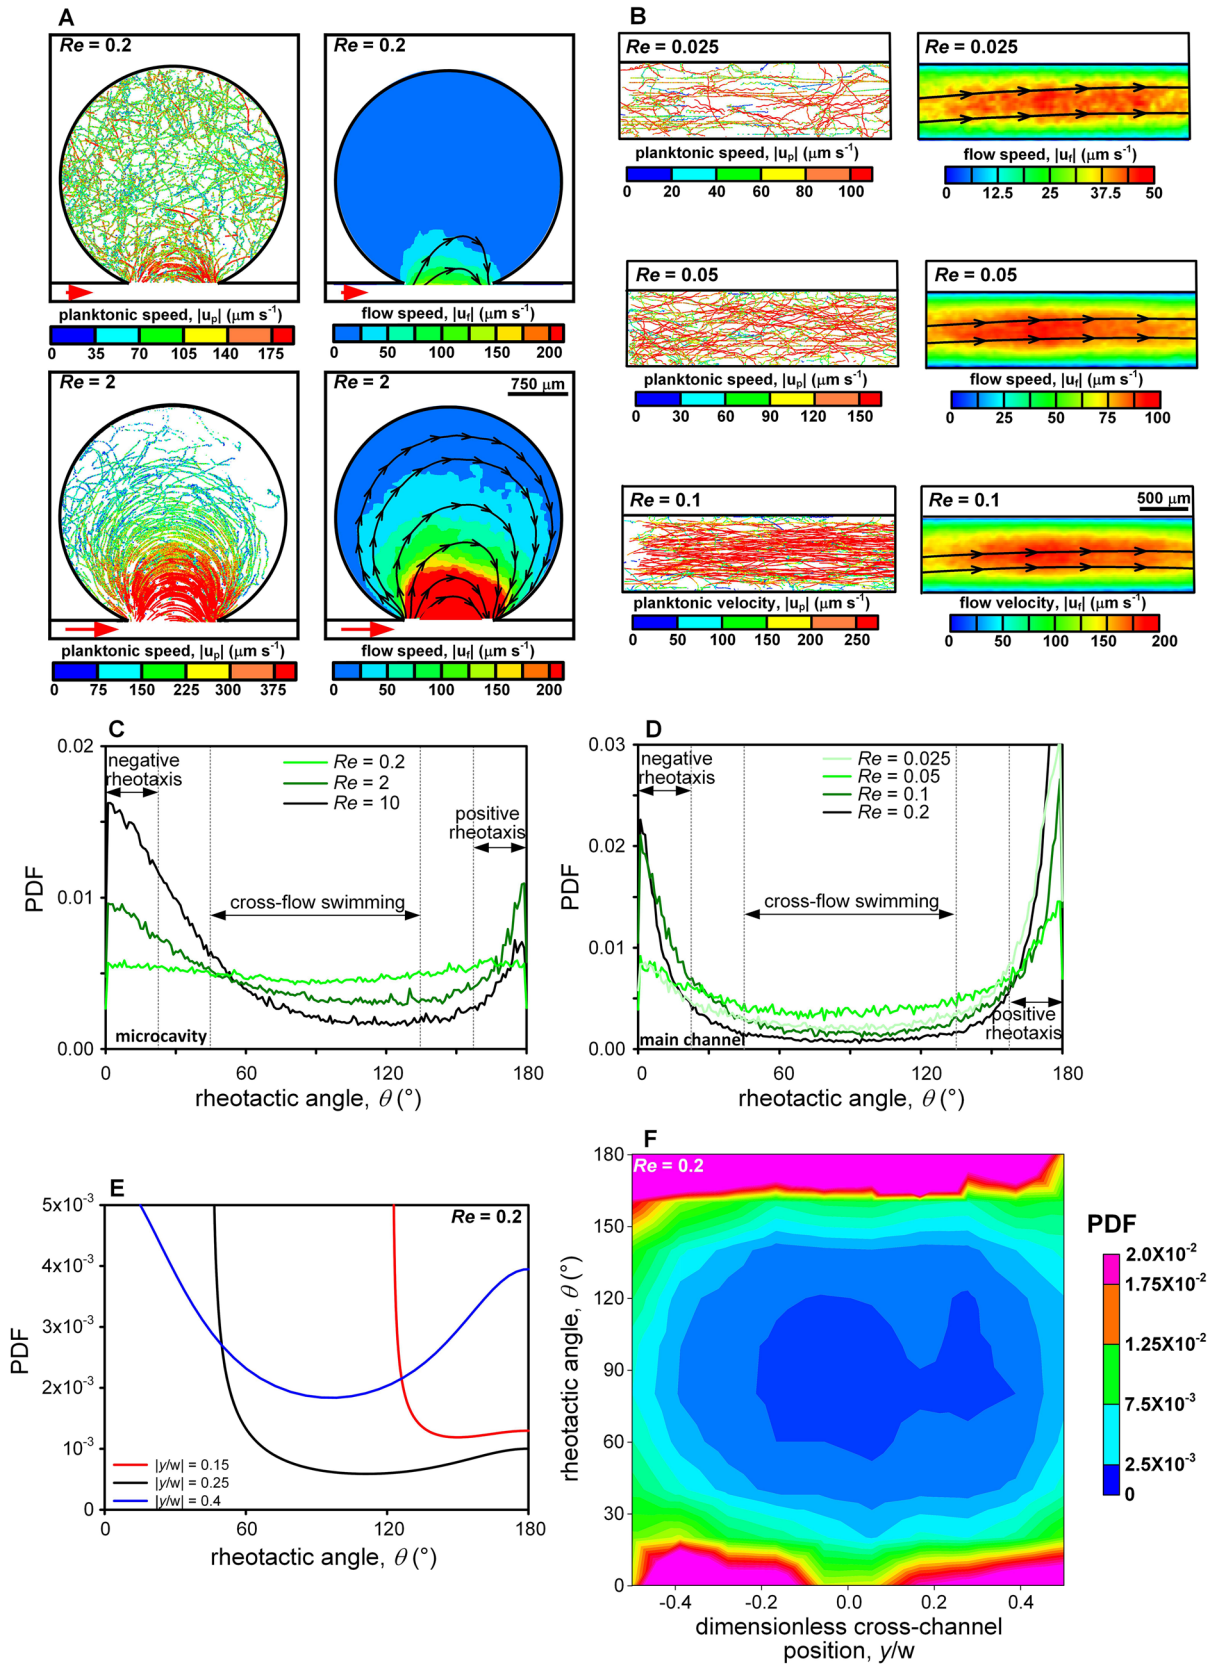 A
Re = 0.2
Re = 0.2
planktonic speed, |up| (μm s-1)
0 35 70 105 140 175
flow speed, |uf| (μm s-1)
0 50 100 150 200
Re = 2
Re = 2
750 μm
planktonic speed, |up| (μm s-1)
0 75 150 225 300 375
flow speed, |uf| (μm s-1)
0 50 100 150 200
B
Re = 0.025
Re = 0.025
planktonic speed, |up| (μm s-1)
0 20 40 60 80 100
flow speed, |uf| (μm s-1)
0 12.5 25 37.5 50
Re = 0.05
Re = 0.05
planktonic speed, |up| (μm s-1)
0 30 60 90 120 150
flow speed, |uf| (μm s-1)
0 25 50 75 100
Re = 0.1
Re = 0.1
500 μm
planktonic velocity, |up| (μm s-1)
0 50 100 150 200 250
flow velocity, |uf| (μm s-1)
0 50 100 150 200
C
0.02
0.01
0.00
PDF
negative
rheotaxis
Re = 0.2
Re = 2
Re = 10
positive
rheotaxis
cross-flow swimming
microcavity
0 60 120 180
rheotactic angle, θ (°)
D
0.03
0.02
0.01
0.00
PDF
negative
rheotaxis
Re = 0.025
Re = 0.05
Re = 0.1
Re = 0.2
cross-flow swimming
positive
rheotaxis
main channel
0 60 120 180
rheotactic angle, θ (°)
E
5x10-3
4x10-3
3x10-3
2x10-3
10-3
0
PDF
Re = 0.2
|y/w| = 0.15
|y/w| = 0.25
|y/w| = 0.4
0 60 120 180
rheotactic angle, θ (°)
F
Re = 0.2
180
150
120
90
60
30
0
rheotactic angle, θ (°)
-0.4 -0.2 0.0 0.2 0.4
dimensionless cross-channel
position, y/w
PDF
2.0X10-2
1.75X10-2
1.25X10-2
7.5X10-3
2.5X10-3
0